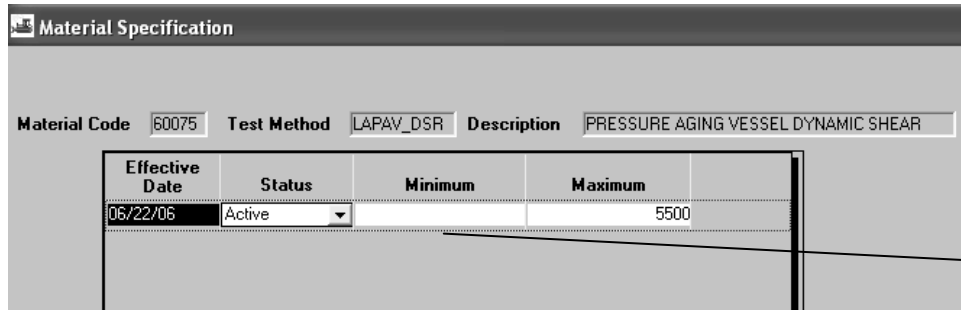 Material Specification
Material Code 60075 Test Method LAPAV_DSR Description PRESSURE AGING VESSEL DYNAMIC SHEAR
Effective Date Status Minimum Maximum
06/22/06 Active 5500